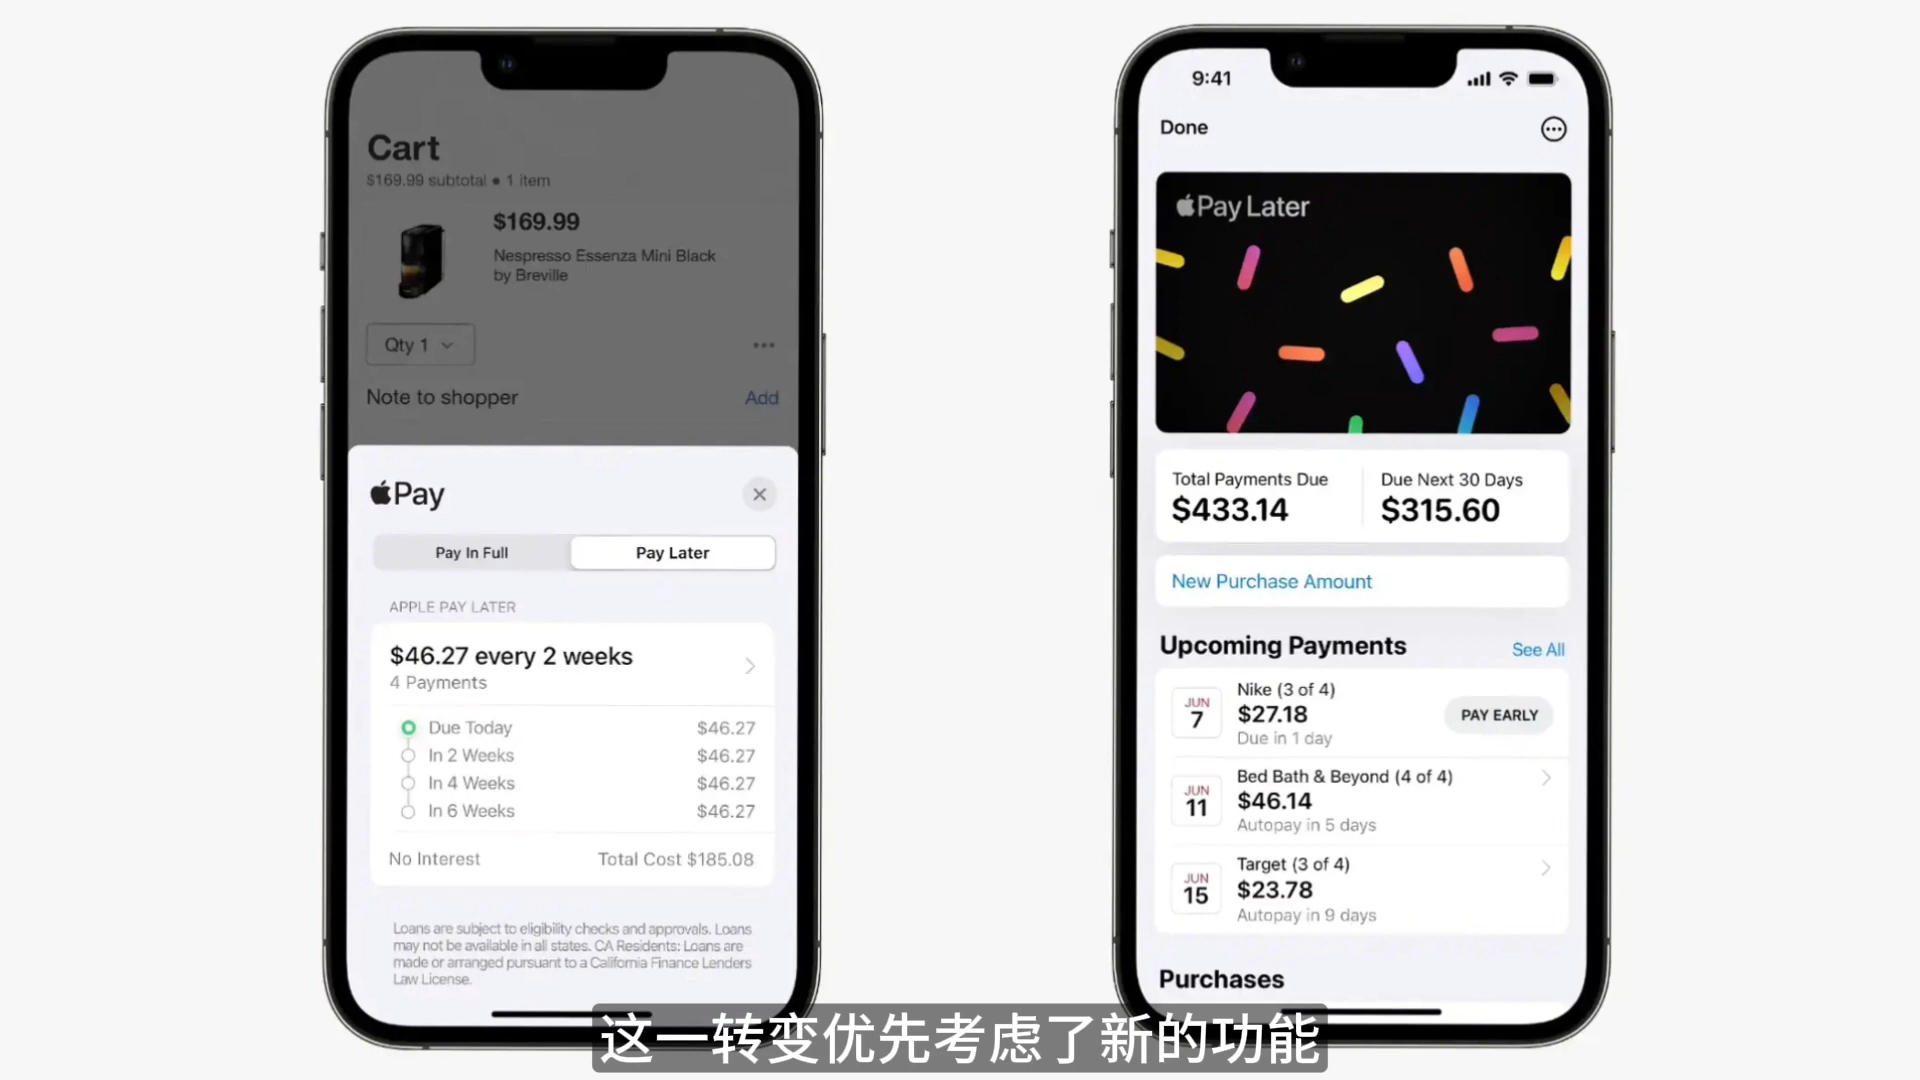 Cart
$169.99 subtotal • 1 item
$169.99
Nespresso Essenza Mini Black
by Breville
Qty 1
Note to shopper
Add
Pay
Pay In Full
Pay Later
APPLE PAY LATER
$46.27 every 2 weeks
4 Payments
Due Today $46.27
In 2 Weeks $46.27
In 4 Weeks $46.27
In 6 Weeks $46.27
No Interest Total Cost $185.08
Loans are subject to eligibility checks and approvals. Loans
may not be available in all states. CA Residents: Loans are
made or arranged pursuant to a California Finance Lenders
Law License.
9:41
Done
Pay Later
Total Payments Due
$433.14
Due Next 30 Days
$315.60
New Purchase Amount
Upcoming Payments
See All
JUN
7
Nike (3 of 4)
$27.18
Due in 1 day
PAY EARLY
JUN
11
Bed Bath & Beyond (4 of 4)
$46.14
Autopay in 5 days
JUN
15
Target (3 of 4)
$23.78
Autopay in 9 days
Purchases
这一转变优先考虑了新的功能